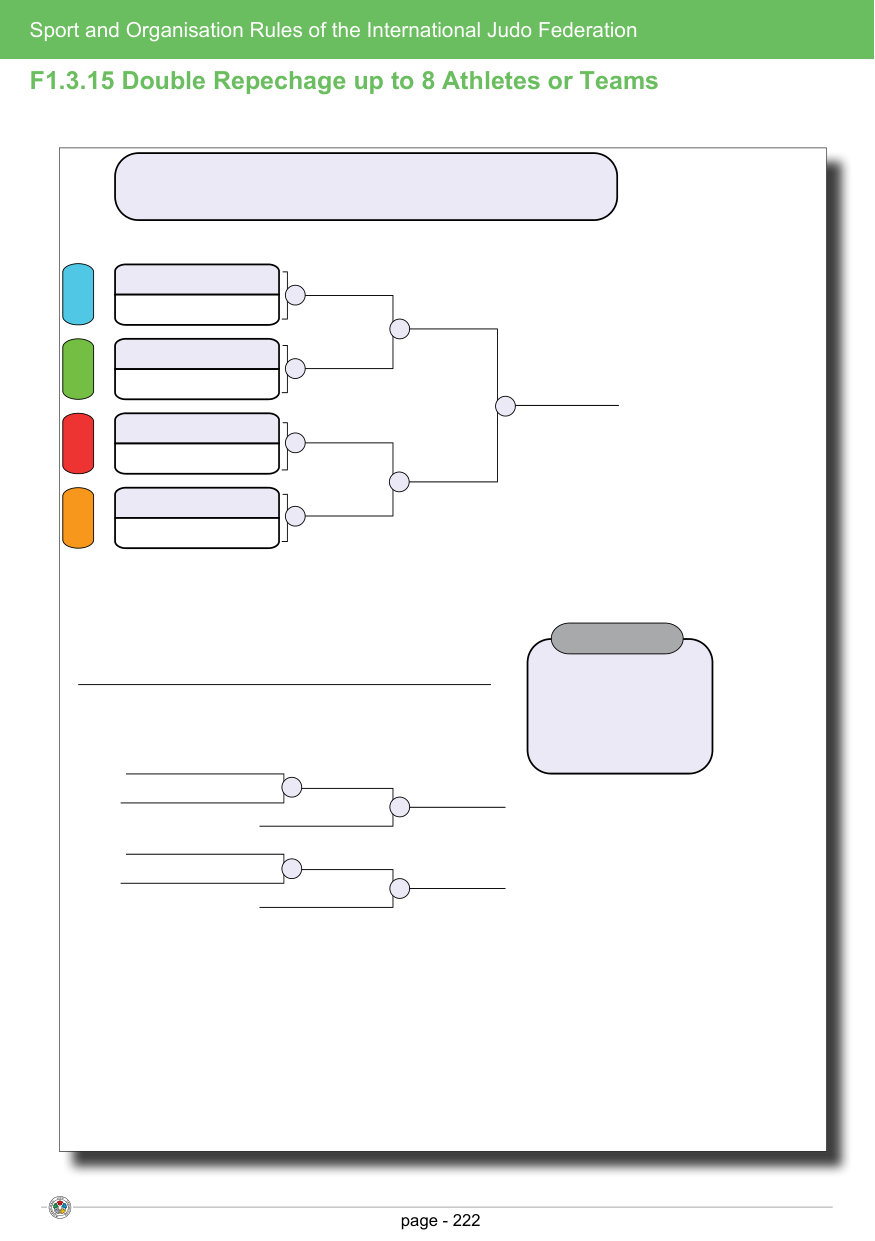 Sport and Organisation Rules of the International Judo Federation
F1.3.15 Double Repechage up to 8 Athletes or Teams
page - 222